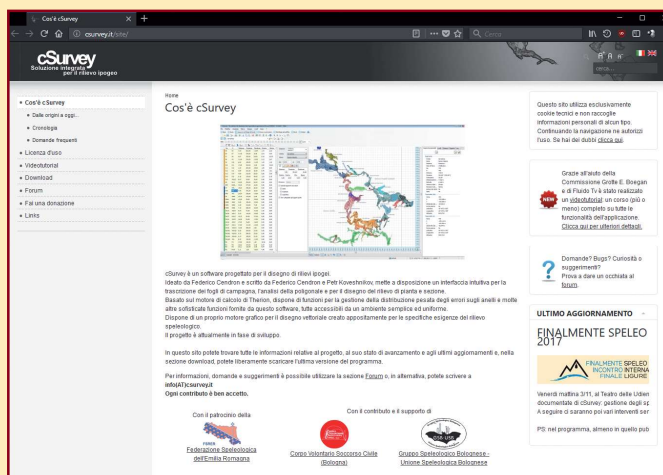 Cos'è cSurvey
csurvey.it/site/
Cerca
cSurvey
Soluzione integrata
per il rilievo ipogeo
A+ A A-
cerca...
Cos'è cSurvey
Dalle origini a oggi...
Cronologia
Domande frequenti
Licenza d'uso
Videotutorial
Download
Forum
Fai una donazione
Links
Home
Cos'è cSurvey
cSurvey è un software progettato per il disegno di rilievi ipogei.
Ideato da Federico Cendron e scritto da Federico Cendron e Petr Koveshnikov, mette a disposizione un interfaccia intuitiva per la
trascrizione dei fogli di campagna, l'analisi della poligonale e per il disegno del rilievo di pianta e sezione.
Basato sul motore di calcolo di Therion, dispone di funzioni per la gestione della distribuzione pesata degli errori sugli anelli e molte
altre sofisticate funzioni fornite da questo software, tutte accessibili da un ambiente semplice ed uniforme.
Dispone di un proprio motore grafico per il disegno vettoriale creato appositamente per le specifiche esigenze del rilievo
speleologico.
Il progetto è attualmente in fase di sviluppo.
In questo sito potete trovare tutte le informazioni relative al progetto, al suo stato di avanzamento e agli ultimi aggiornamenti e, nella
sezione download, potete liberamente scaricare l'ultima versione del programma.
Per informazioni, domande e suggerimenti è possibile utilizzare la sezione Forum o, in alternativa, potete scrivere a
info(AT)csurvey.it
Ogni contributo è ben accetto.
Con il patrocinio della
FSRER
Federazione Speleologica
dell'Emilia Romagna
Con il contributo e il supporto di
Corpo Volontario Soccorso Civile
(Bologna)
GSB-USB
Gruppo Speleologico Bolognese -
Unione Speleologica Bolognese
Questo sito utilizza esclusivamente
cookie tecnici e non raccoglie
informazioni personali di alcun tipo.
Continuando la navigazione ne autorizzi
l'uso. Se hai dei dubbi clicca qui.
NEW
Grazie all'aiuto della
Commissione Grotte E. Boegan
e di Fluido Tv è stato realizzato
un videotutorial: un corso (più o
meno) completo su tutte le
funzionalità dell'applicazione.
Clicca qui per ulteriori dettagli.
?
Domande? Bugs? Curiosità o
suggerimenti?
Prova a dare un occhiata al
forum.
ULTIMO AGGIORNAMENTO
FINALMENTE SPELEO
2017
FINALMENTE SPELEO
INCONTRO INTERNA
FINALE LIGURE
Venerdì mattina 3/11, al Teatro delle Udien
documentate di cSurvey: gestione degli sp
A seguire ci saranno poi vari interventi ser
PS: nel programma, almeno in quello pub